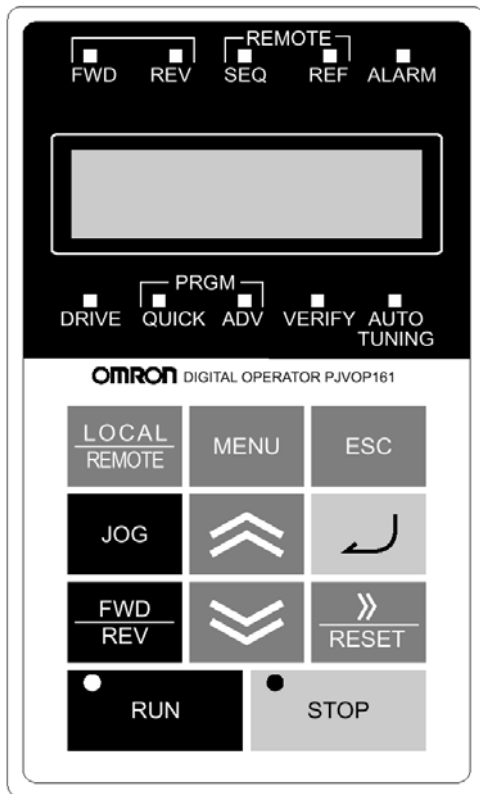 REMOTE
FWD REV SEQ REF ALARM
PRGM
DRIVE QUICK ADV VERIFY AUTO TUNING
OMRON DIGITAL OPERATOR PJVOP161
LOCAL
REMOTE
MENU
ESC
JOG
FWD
REV
RESET
RUN
STOP